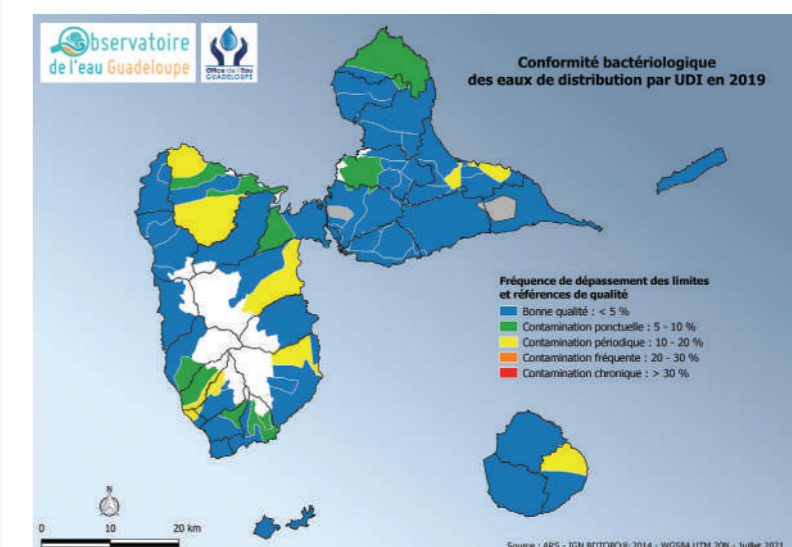 Observatoire
de l'eau Guadeloupe
Office de l'Eau
GUADELOUPE
Conformité bactériologique
des eaux de distribution par UDI en 2019
Fréquence de dépassement des limites
et références de qualité
Bonne qualité : < 5 %
Contamination ponctuelle : 5 - 10 %
Contamination périodique : 10 - 20 %
Contamination fréquente : 20 - 30 %
Contamination chronique : > 30 %
N
0 10 20 km
Source : ARS - IGN BDTOPO® 2014 - WGS84 UTM 20N - Juillet 2021